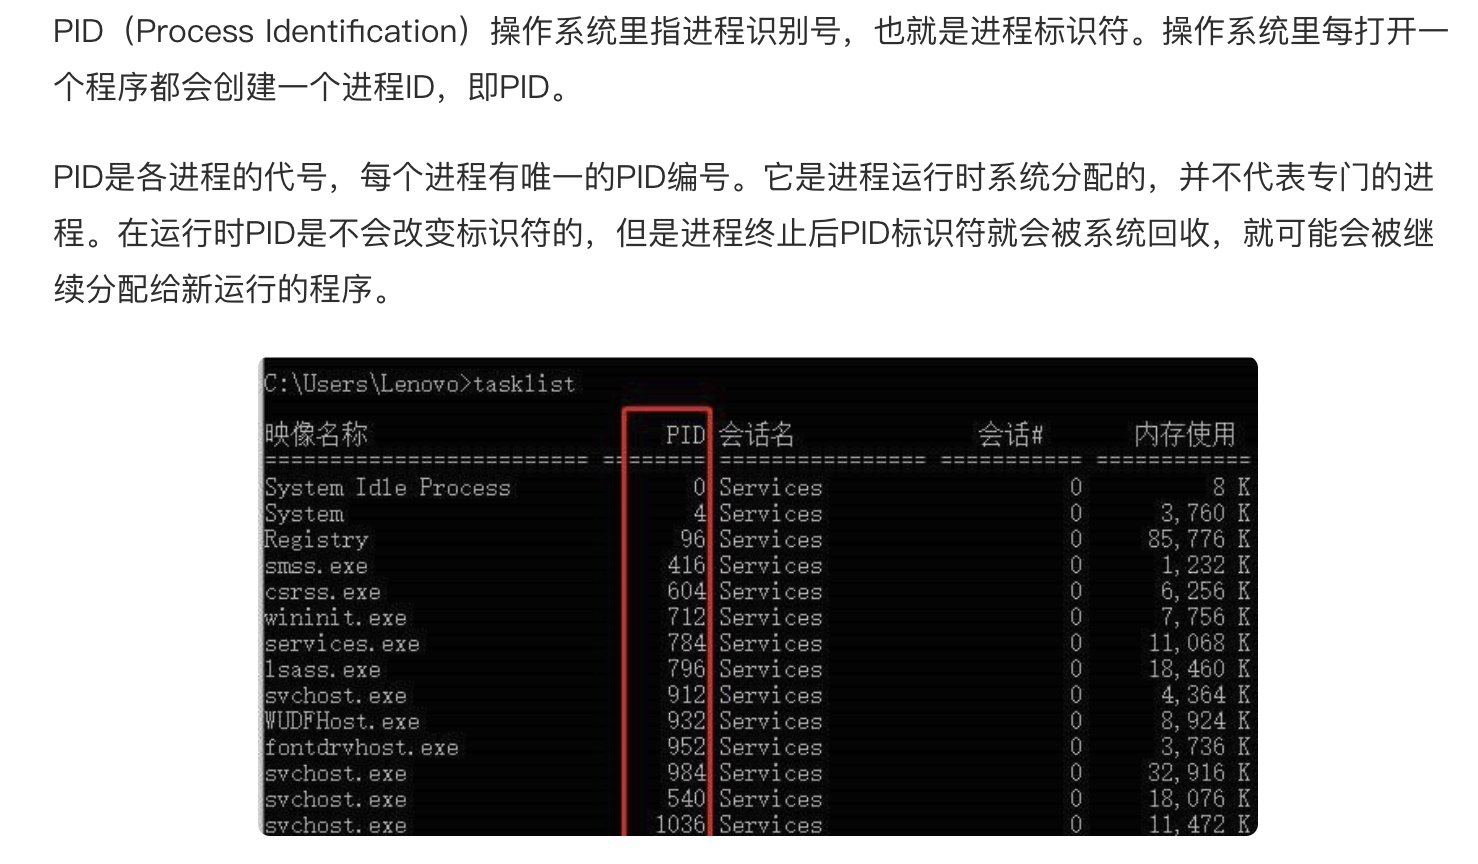 PID（Process Identification）操作系统里指进程识别号，也就是进程标识符。操作系统里每打开一
个程序都会创建一个进程ID，即PID。
PID是各进程的代号，每个进程有唯一的PID编号。它是进程运行时系统分配的，并不代表专门的进
程。在运行时PID是不会改变标识符的，但是进程终止后PID标识符就会被系统回收，就可能会被继
续分配给新运行的程序。
C:\Users\Lenovo>tasklist
映像名称 PID 会话名 会话# 内存使用
========================= ======== ================ =========== ============
System Idle Process 0 Services 0 8 K
System 4 Services 0 3,760 K
Registry 96 Services 0 85,776 K
smss.exe 416 Services 0 1,232 K
csrss.exe 604 Services 0 6,256 K
wininit.exe 712 Services 0 7,756 K
services.exe 784 Services 0 11,068 K
lsass.exe 796 Services 0 18,460 K
svchost.exe 912 Services 0 4,364 K
WUDFHost.exe 932 Services 0 8,924 K
fontdrvhost.exe 952 Services 0 3,736 K
svchost.exe 984 Services 0 32,916 K
svchost.exe 540 Services 0 18,076 K
svchost.exe 1036 Services 0 11,472 K